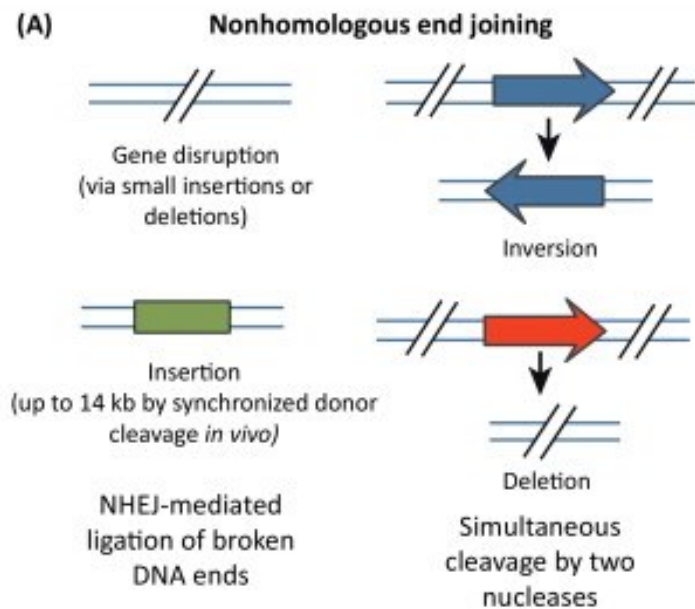 (A) Nonhomologous end joining
Gene disruption
(via small insertions or
deletions)
Inversion
Insertion
(up to 14 kb by synchronized donor
cleavage in vivo)
Deletion
NHEJ-mediated
ligation of broken
DNA ends
Simultaneous
cleavage by two
nucleases